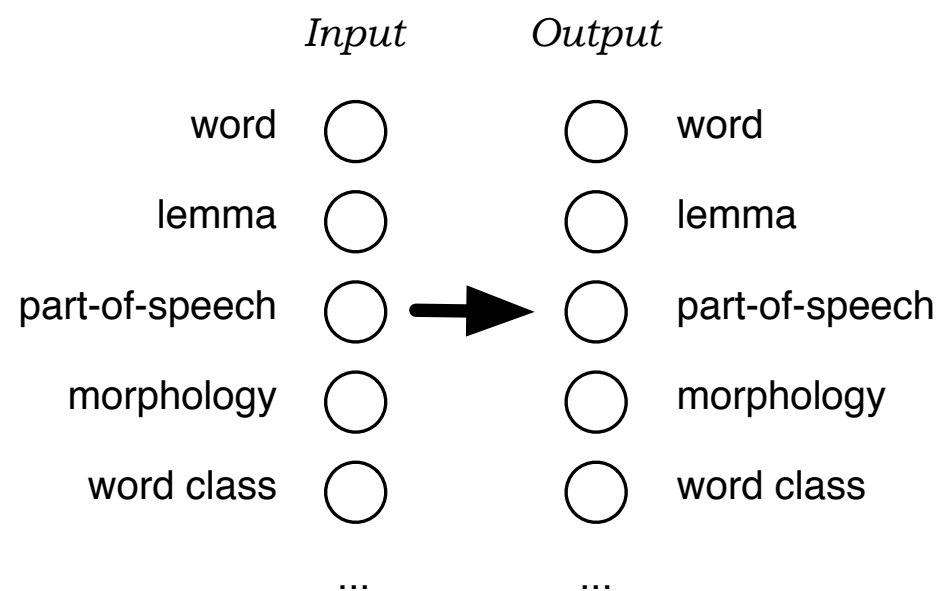 Input Output
word word
lemma lemma
part-of-speech part-of-speech
morphology morphology
word class word class
... ...